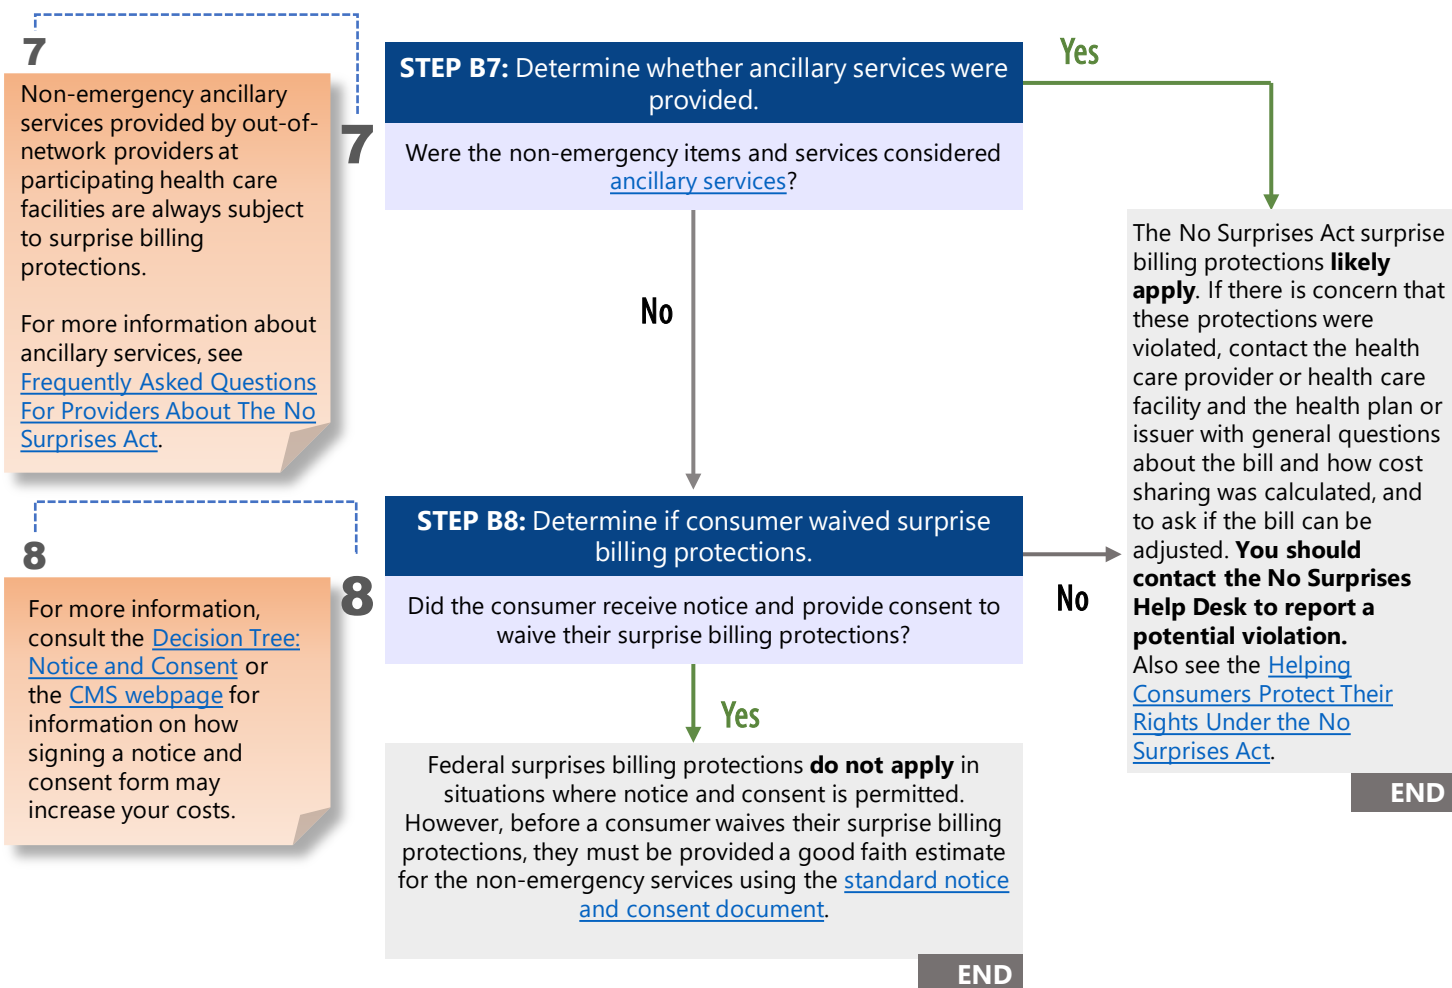 7
Non-emergency ancillary
services provided by out-of-
network providers at
participating health care
facilities are always subject
to surprise billing
protections.
For more information about
ancillary services, see
Frequently Asked Questions
For Providers About The No
Surprises Act.
7
STEP B7: Determine whether ancillary services were
provided.
Were the non-emergency items and services considered
ancillary services?
Yes
No
8
For more information,
consult the Decision Tree:
Notice and Consent or
the CMS webpage for
information on how
signing a notice and
consent form may
increase your costs.
8
STEP B8: Determine if consumer waived surprise
billing protections.
Did the consumer receive notice and provide consent to
waive their surprise billing protections?
No
Yes
Federal surprises billing protections do not apply in
situations where notice and consent is permitted.
However, before a consumer waives their surprise billing
protections, they must be provided a good faith estimate
for the non-emergency services using the standard notice
and consent document.
END
The No Surprises Act surprise
billing protections likely
apply. If there is concern that
these protections were
violated, contact the health
care provider or health care
facility and the health plan or
issuer with general questions
about the bill and how cost
sharing was calculated, and
to ask if the bill can be
adjusted. You should
contact the No Surprises
Help Desk to report a
potential violation.
Also see the Helping
Consumers Protect Their
Rights Under the No
Surprises Act.
END